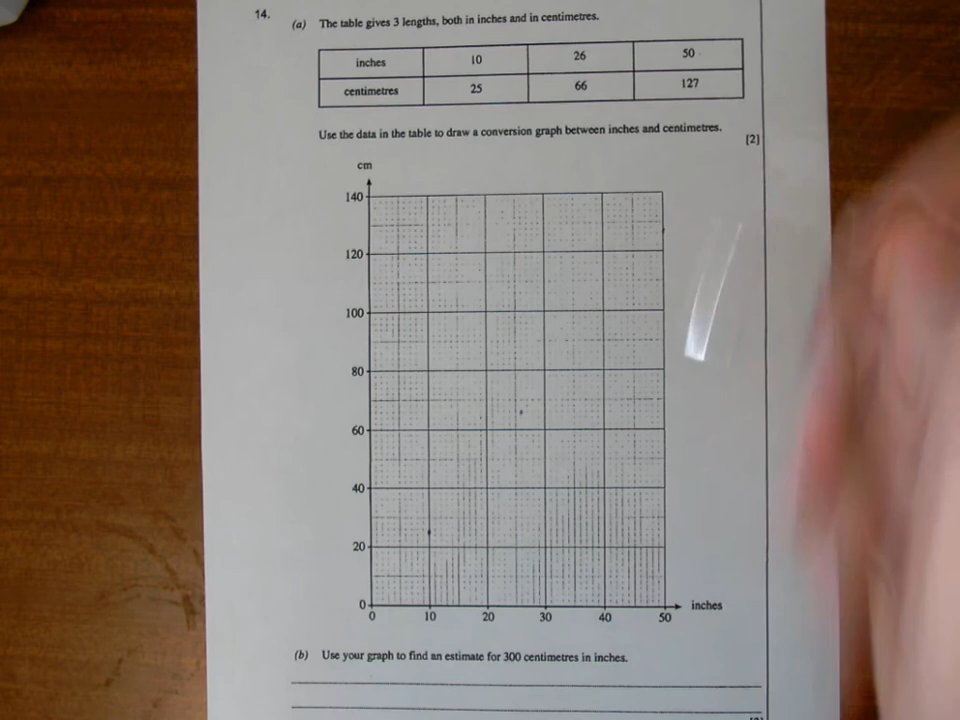 14.
(a) The table gives 3 lengths, both in inches and in centimetres.
inches 10 26 50
centimetres 25 66 127
Use the data in the table to draw a conversion graph between inches and centimetres.
[2]
cm
140
120
100
80
60
40
20
0
0 10 20 30 40 50 inches
(b) Use your graph to find an estimate for 300 centimetres in inches.